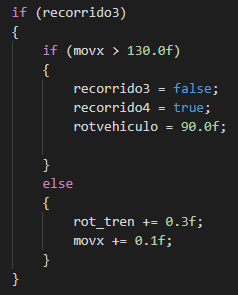 if (recorrido3)
{
    if (movx > 130.0f)
    {
        recorrido3 = false;
        recorrido4 = true;
        rotvehiculo = 90.0f;

    }
    else
    {
        rot_tren += 0.3f;
        movx += 0.1f;
    }
}